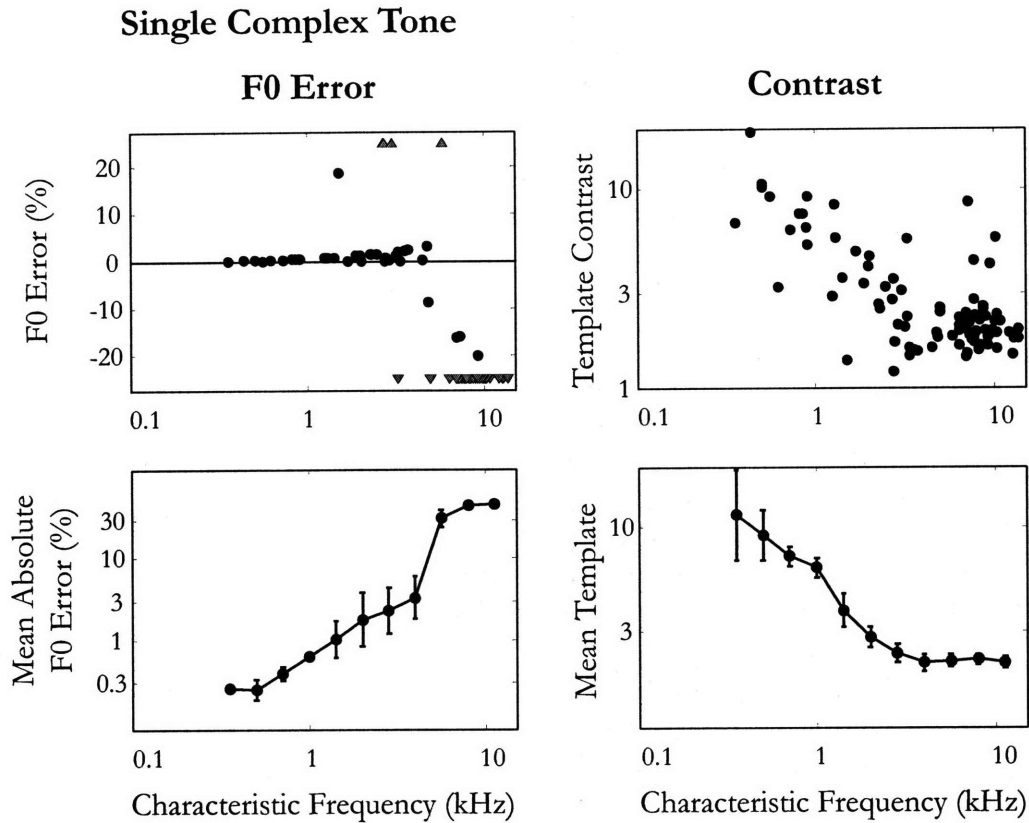 Single Complex Tone
F0 Error
Contrast
F0 Error (%)
20
10
0
-10
-20
0.1
1
10
Template Contrast
10
3
1
0.1
1
10
Mean Absolute
F0 Error (%)
30
10
3
1
0.3
0.1
1
10
Characteristic Frequency (kHz)
Mean Template
10
3
0.1
1
10
Characteristic Frequency (kHz)